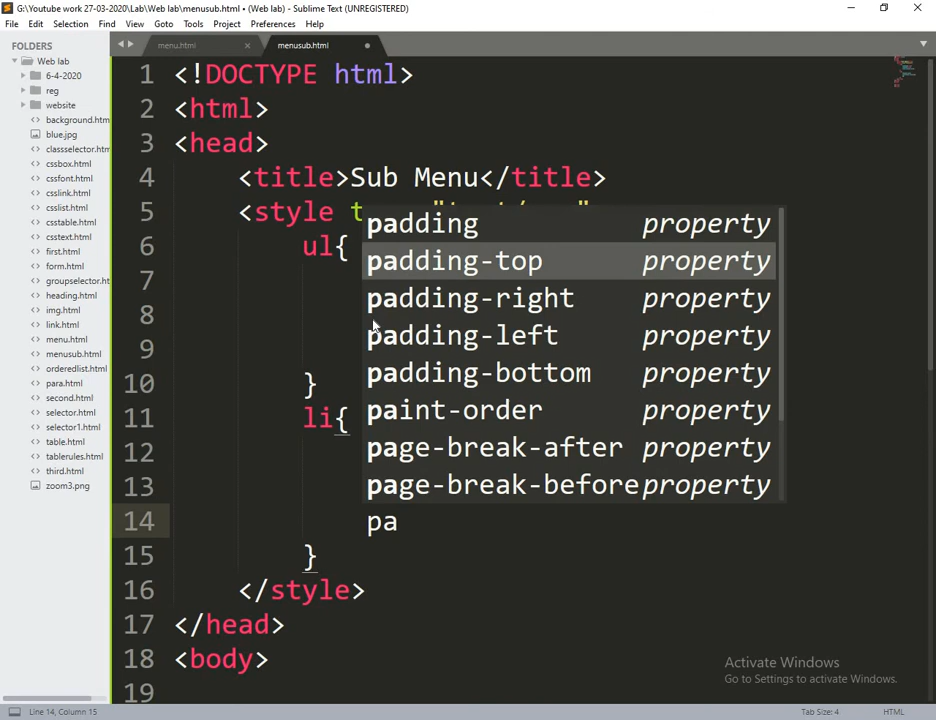 G:\Youtube work 27-03-2020\Lab\Web lab\menusub.html • (Web lab) - Sublime Text (UNREGISTERED)
File Edit Selection Find View Goto Tools Project Preferences Help
FOLDERS
Web lab
6-4-2020
reg
website
background.htm
blue.jpg
classselector.htm
cssbox.html
cssfont.html
csslink.html
csslist.html
csstable.html
csstext.html
first.html
form.html
groupselector.ht
heading.html
img.html
link.html
menu.html
menusub.html
orderedlist.html
para.html
second.html
selector.html
selector1.html
table.html
tablerules.html
third.html
zoom3.png
menu.html menusub.html
1 <!DOCTYPE html>
2 <html>
3 <head>
4 <title>Sub Menu</title>
5 <style t
6 ul{
7
8
9
10 }
11 li{
12
13
14 pa
15 }
16 </style>
17 </head>
18 <body>
19
padding property
padding-top property
padding-right property
padding-left property
padding-bottom property
paint-order property
page-break-after property
page-break-before property
Activate Windows
Go to Settings to activate Windows.
Line 14, Column 15 Tab Size: 4 HTML